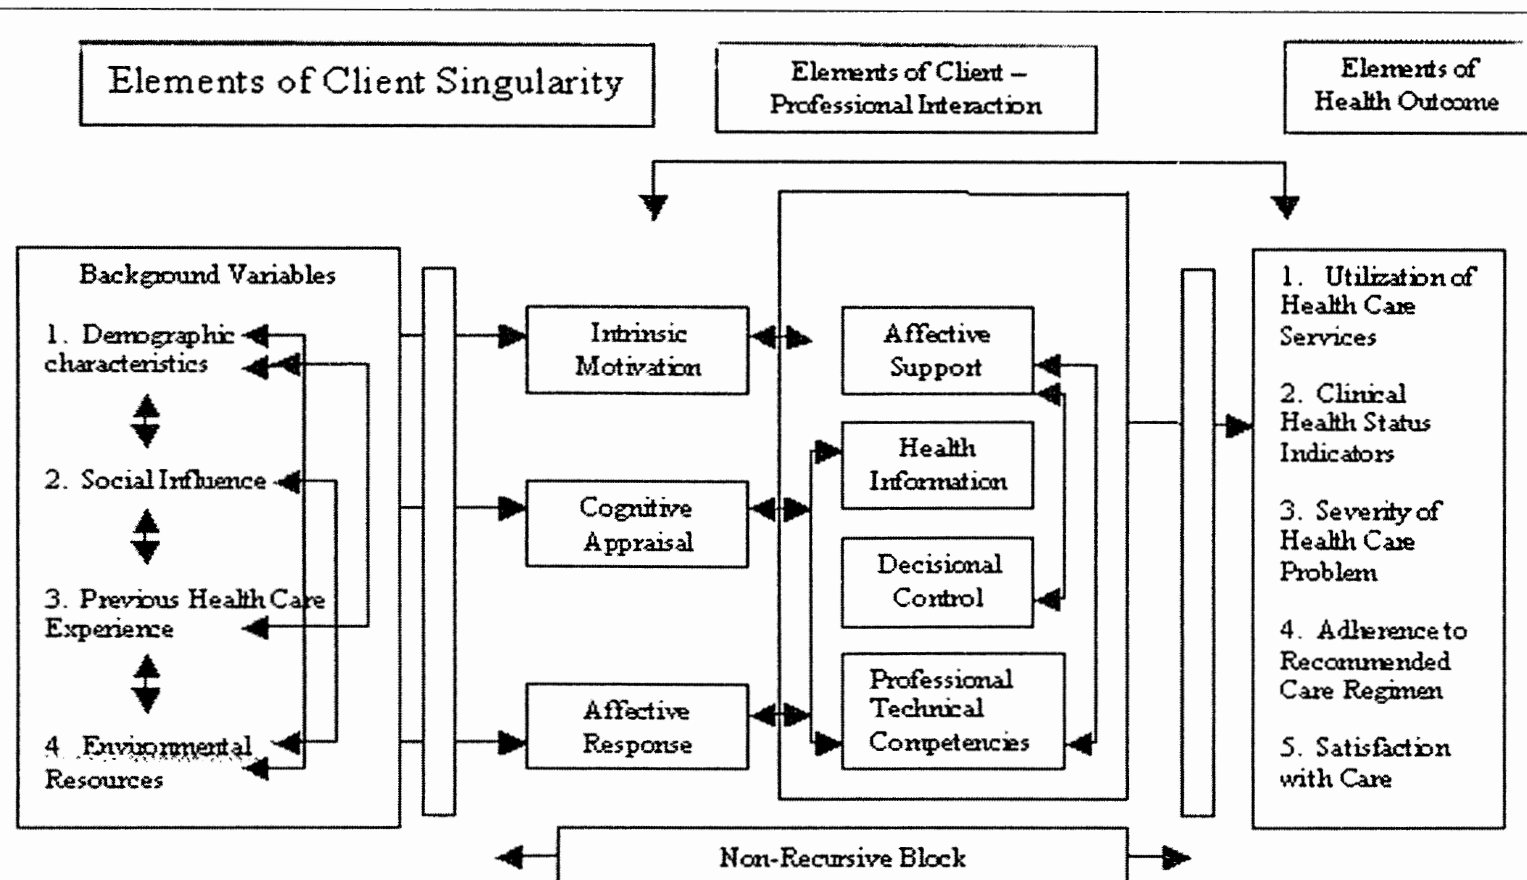 Elements of Client Singularity
Elements of Client –
Professional Interaction
Elements of
Health Outcome
Background Variables
1. Demographic
characteristics
2. Social Influence
3. Previous Health Care
Experience
4 Environmental
Resources
Intrinsic
Motivation
Cognitive
Appraisal
Affective
Response
Affective
Support
Health
Information
Decisional
Control
Professional
Technical
Competencies
1. Utilization of
Health Care
Services
2. Clinical
Health Status
Indicators
3. Severity of
Health Care
Problem
4. Adherence to
Recommended
Care Regimen
5. Satisfaction
with Care
Non-Recursive Block